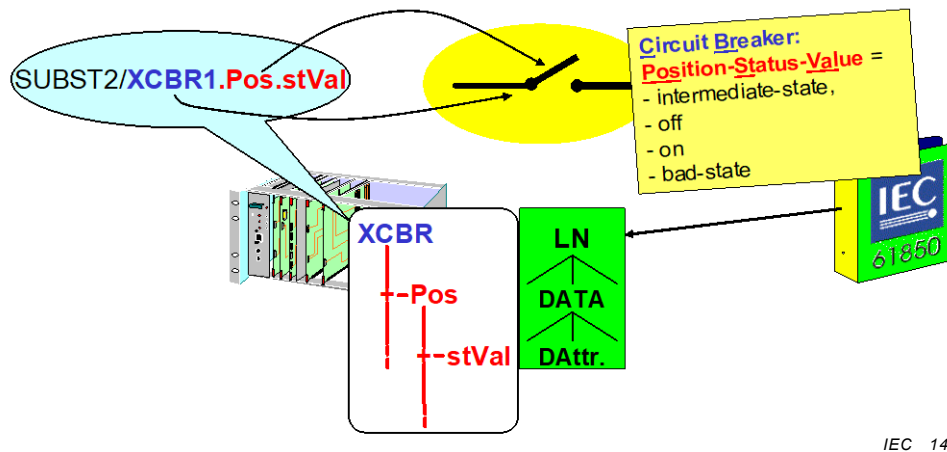 SUBST2/XCBR1.Pos.stVal
Circuit Breaker:
Position-Status-Value =
- intermediate-state,
- off
- on
- bad-state
IEC
61850
XCBR
Pos
stVal
LN
DATA
DAttr.
IEC 14